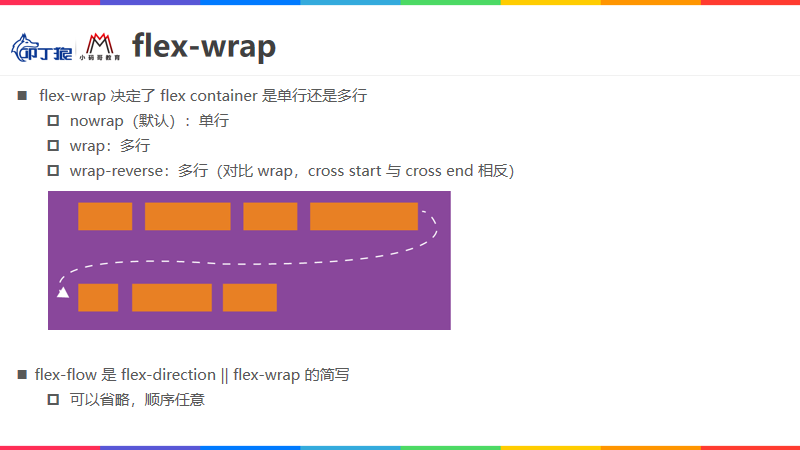 叩丁狼
小码哥教育
flex-wrap
flex-wrap 决定了 flex container 是单行还是多行
nowrap（默认）：单行
wrap：多行
wrap-reverse：多行（对比 wrap，cross start 与 cross end 相反）
flex-flow 是 flex-direction || flex-wrap 的简写
可以省略，顺序任意